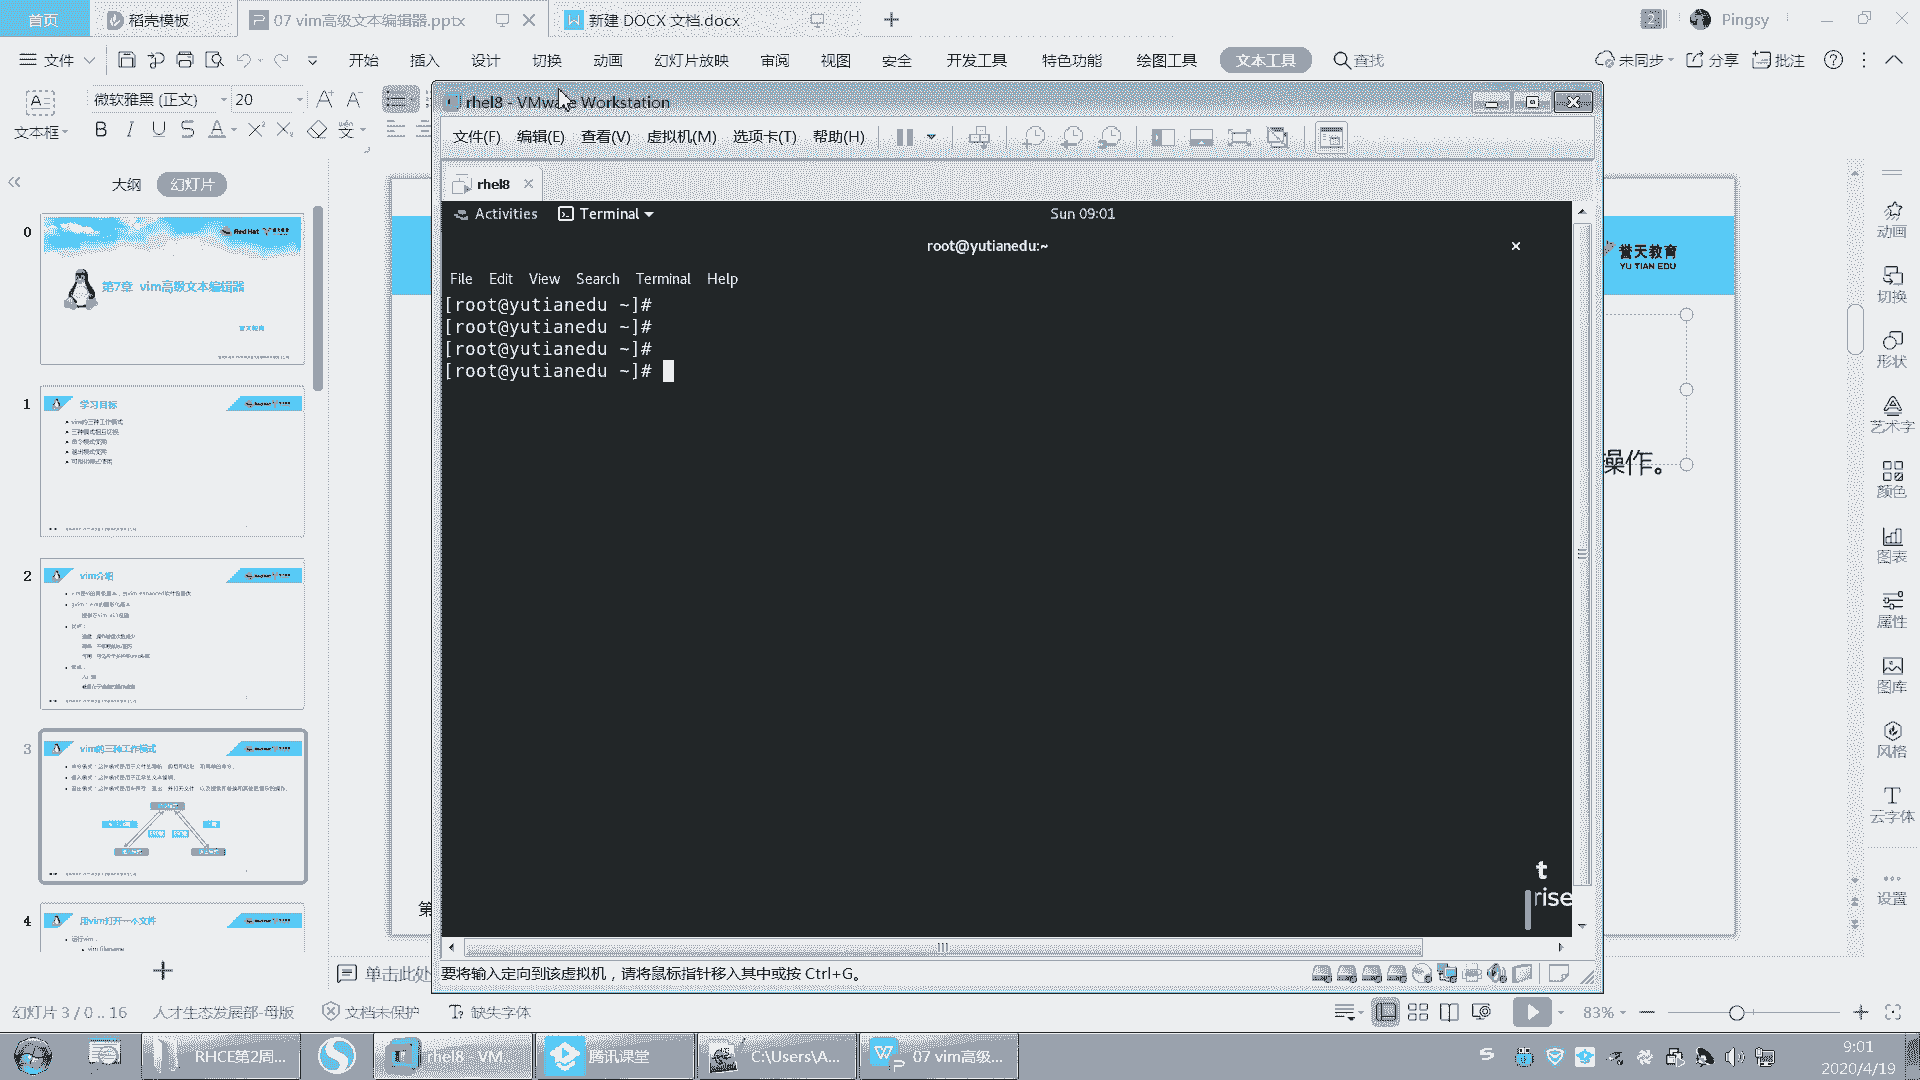 首页
稻壳模板
07 vim高级文本编辑器.pptx
新建 DOCX 文档.docx
2
Pingsy
文件
开始
插入
设计
切换
动画
幻灯片放映
审阅
视图
安全
开发工具
特色功能
绘图工具
文本工具
查找
未同步
分享
批注
文本框
微软雅黑 (正文)
20
大纲
幻灯片
0
Red Hat
第7章 vim高级文本编辑器
1
学习目标
2
vim介绍
3
vim的三种工作模式
4
用vim打开一个文件
rhel8 - VMware Workstation
文件(F) 编辑(E) 查看(V) 虚拟机(M) 选项卡(T) 帮助(H)
rhel8
Activities
Terminal
Sun 09:01
root@yutianedu:~
File Edit View Search Terminal Help
[root@yutianedu ~]#
[root@yutianedu ~]#
[root@yutianedu ~]#
[root@yutianedu ~]#
t
rise
要将输入定向到该虚拟机，请将鼠标指针移入其中或按 Ctrl+G。
誉天教育
YU TIAN EDU
操作。
第
单击此处
动画
切换
形状
艺术字
颜色
图表
属性
图库
风格
云字体
设置
幻灯片 3 / 0 .. 16
人才生态发展部-母版
文档未保护
缺失字体
83%
RHCE第2周...
rhel8 - VM...
腾讯课堂
C:\Users\A...
07 vim高级...
9:01
2020/4/19